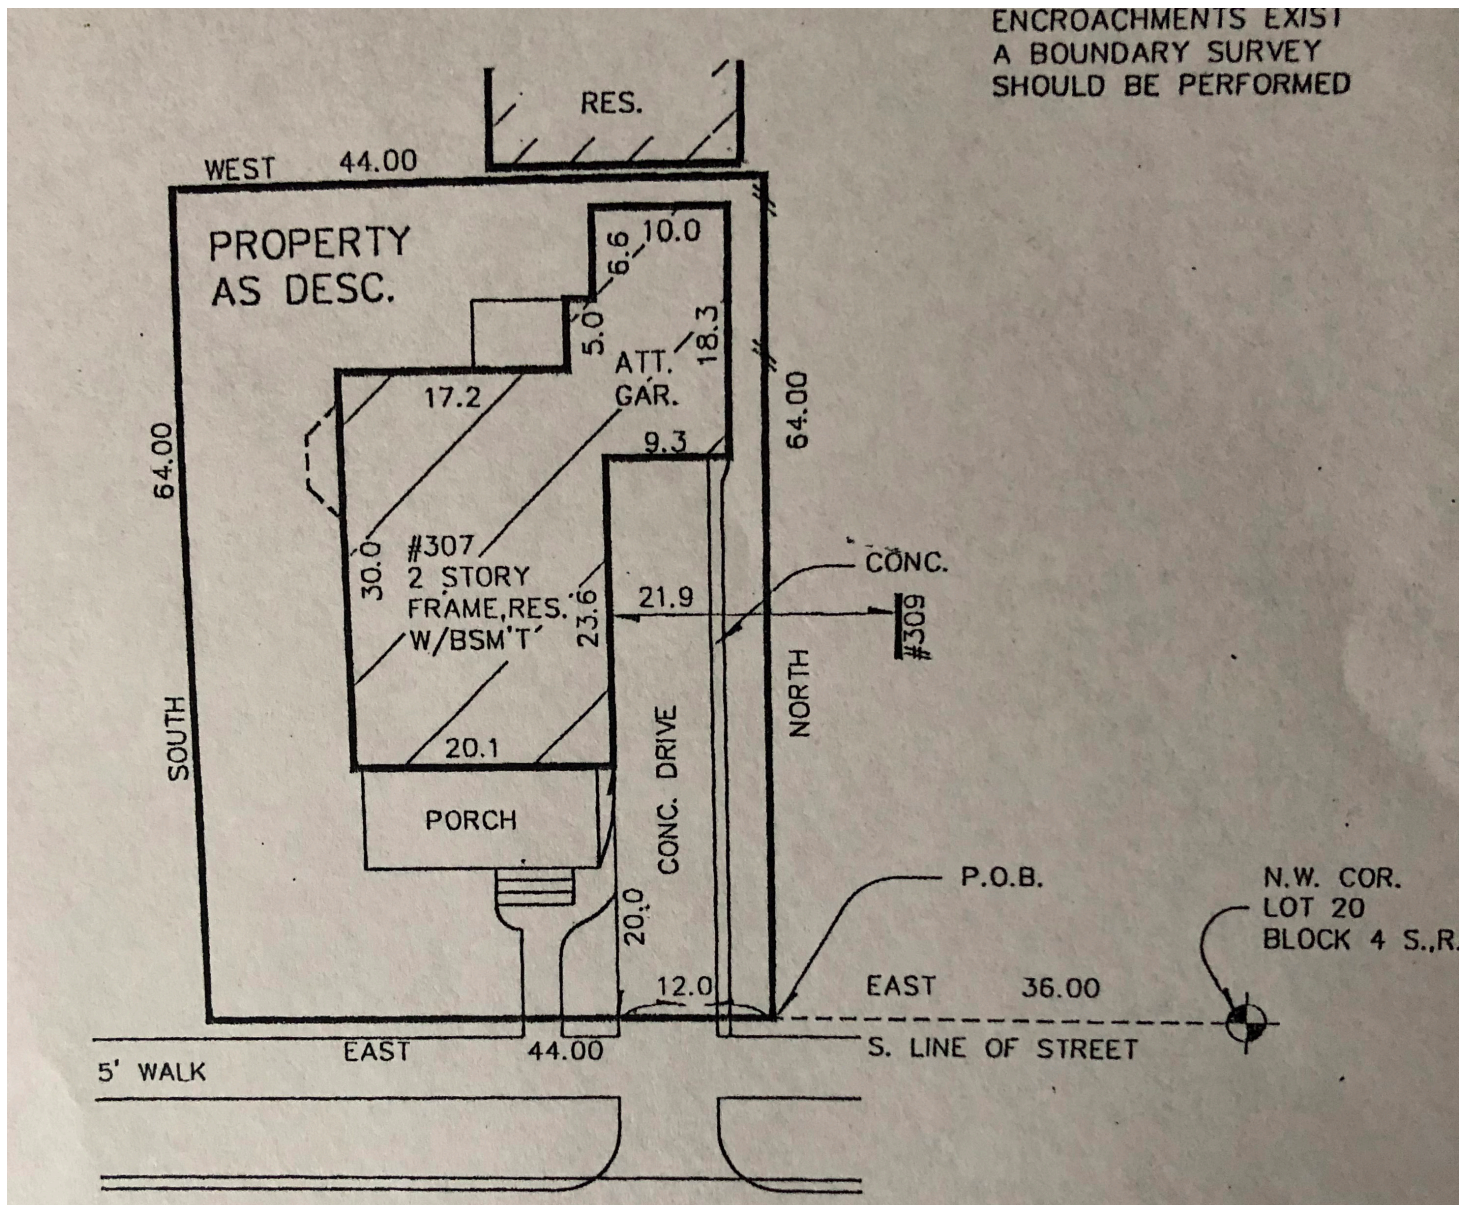 ENCROACHMENTS EXIST
A BOUNDARY SURVEY
SHOULD BE PERFORMED
RES.
WEST 44.00
PROPERTY
AS DESC.
10.0
6.6
5.0
18.3
ATT.
GAR.
17.2
9.3
64.00
64.00
30.0
#307
2 STORY
FRAME,RES.
W/BSM'T
23.6
21.9
CONC.
#309
SOUTH
NORTH
20.1
CONC. DRIVE
PORCH
20.0
P.O.B.
N.W. COR.
LOT 20
BLOCK 4 S.,R.
12.0
EAST 36.00
EAST 44.00
S. LINE OF STREET
5' WALK